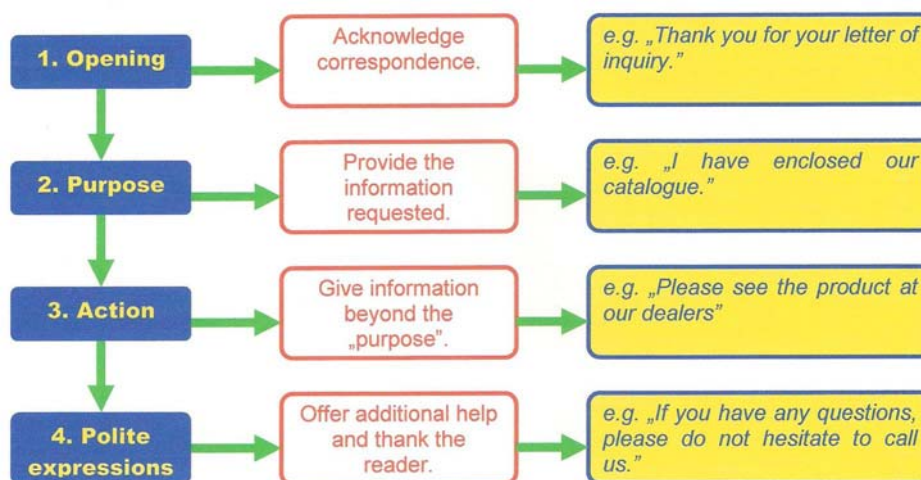 1. Opening
Acknowledge
correspondence.
e.g. „Thank you for your letter of
inquiry.”
2. Purpose
Provide the
information
requested.
e.g. „I have enclosed our
catalogue.”
3. Action
Give information
beyond the
„purpose”.
e.g. „Please see the product at
our dealers”
4. Polite
expressions
Offer additional help
and thank the
reader.
e.g. „If you have any questions,
please do not hesitate to call
us.”